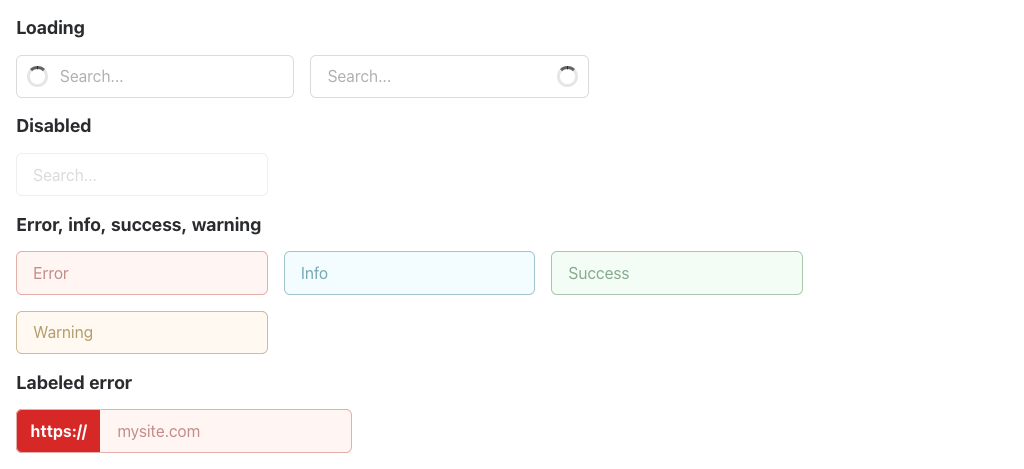 Loading
Search... Search...
Disabled
Search...
Error, info, success, warning
Error Info Success
Warning
Labeled error
https:// mysite.com